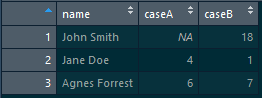 name caseA caseB
1 John Smith NA 18
2 Jane Doe 4 1
3 Agnes Forrest 6 7